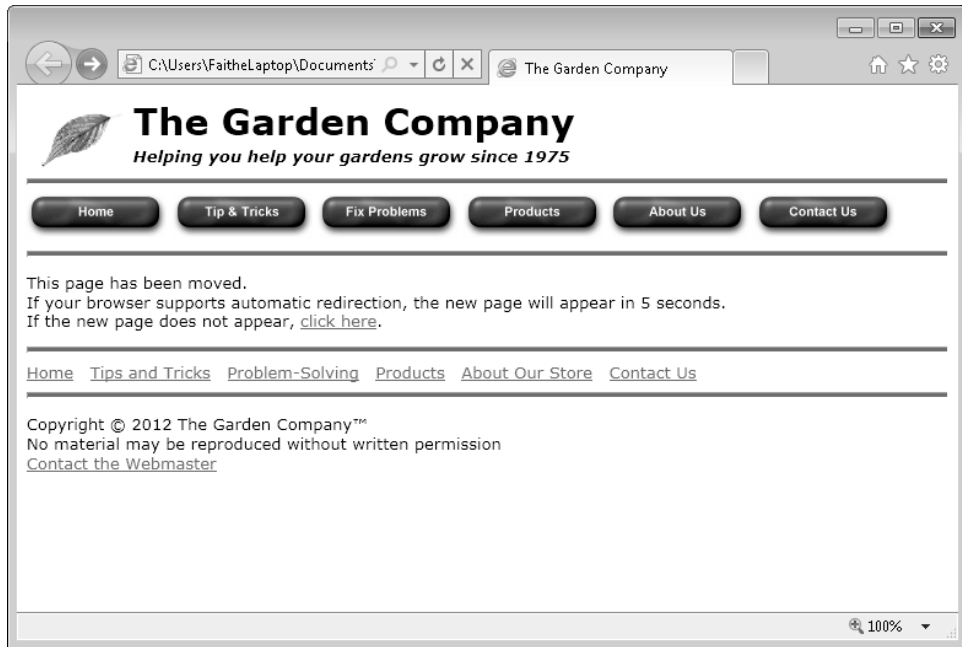 C:\Users\FaitheLaptop\Documents
The Garden Company
The Garden Company
Helping you help your gardens grow since 1975
Home Tip & Tricks Fix Problems Products About Us Contact Us
This page has been moved.
If your browser supports automatic redirection, the new page will appear in 5 seconds.
If the new page does not appear, click here.
Home Tips and Tricks Problem-Solving Products About Our Store Contact Us
Copyright © 2012 The Garden Company™
No material may be reproduced without written permission
Contact the Webmaster
100%